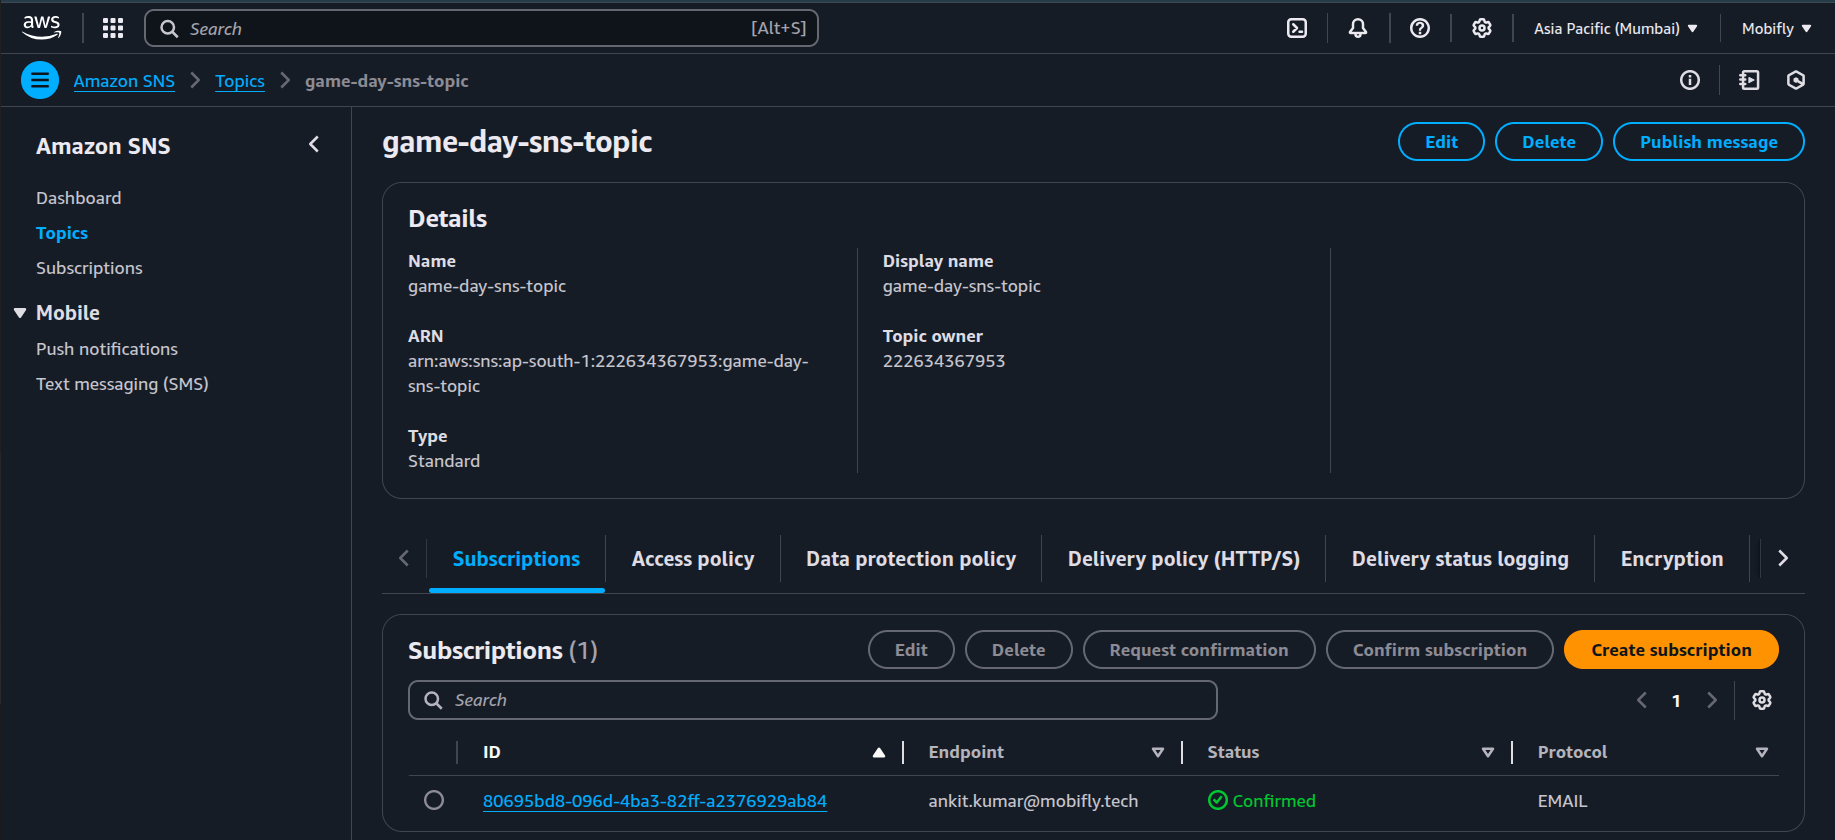 aws
Search [Alt+S]
Asia Pacific (Mumbai)
Mobifly
Amazon SNS
Topics
game-day-sns-topic
Amazon SNS
Dashboard
Topics
Subscriptions
Mobile
Push notifications
Text messaging (SMS)
game-day-sns-topic
Edit
Delete
Publish message
Details
Name
game-day-sns-topic
ARN
arn:aws:sns:ap-south-1:222634367953:game-day-
sns-topic
Type
Standard
Display name
game-day-sns-topic
Topic owner
222634367953
Subscriptions
Access policy
Data protection policy
Delivery policy (HTTP/S)
Delivery status logging
Encryption
Subscriptions (1)
Edit
Delete
Request confirmation
Confirm subscription
Create subscription
Search
1
ID
Endpoint
Status
Protocol
80695bd8-096d-4ba3-82ff-a2376929ab84
ankit.kumar@mobifly.tech
Confirmed
EMAIL